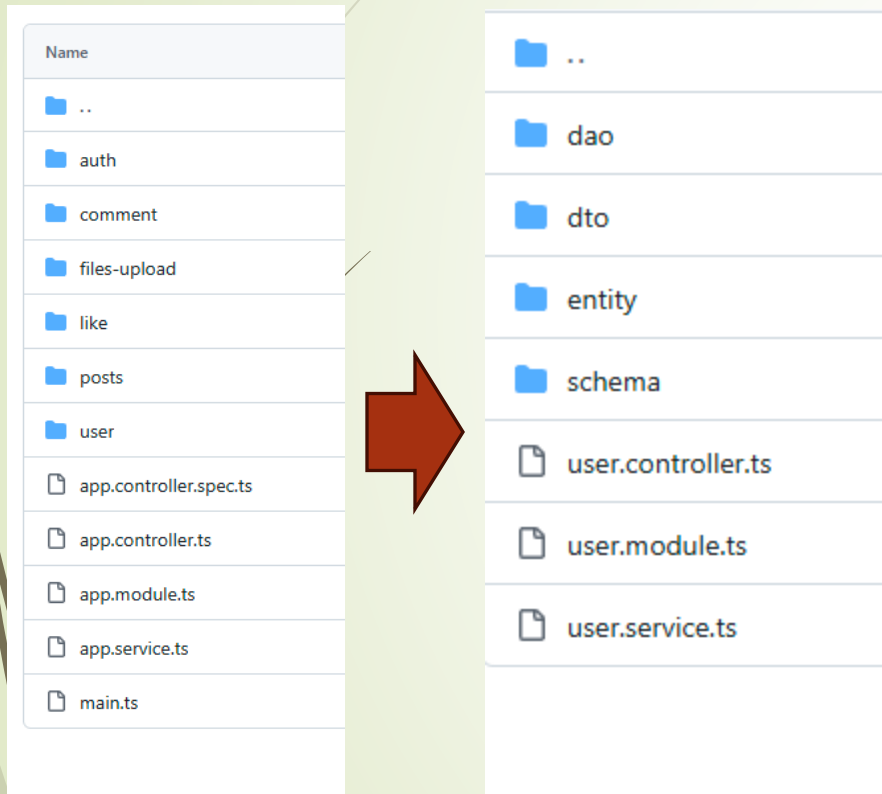 Name
..
auth
comment
files-upload
like
posts
user
app.controller.spec.ts
app.controller.ts
app.module.ts
app.service.ts
main.ts
..
dao
dto
entity
schema
user.controller.ts
user.module.ts
user.service.ts